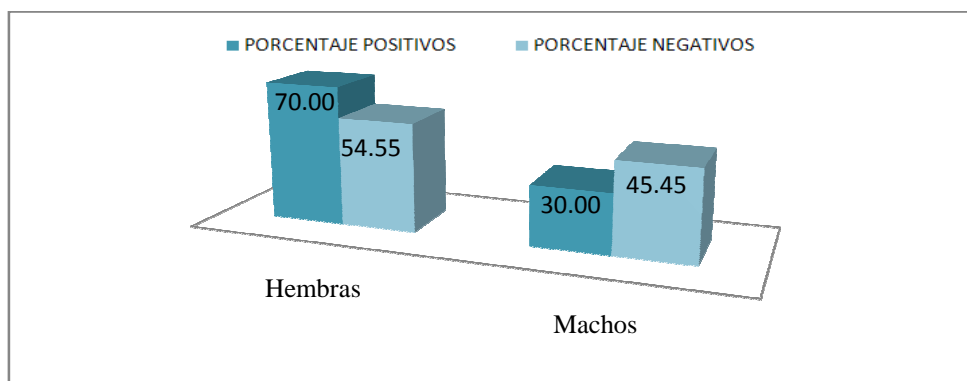 PORCENTAJE POSITIVOS PORCENTAJE NEGATIVOS
70.00
54.55
30.00
45.45
Hembras
Machos